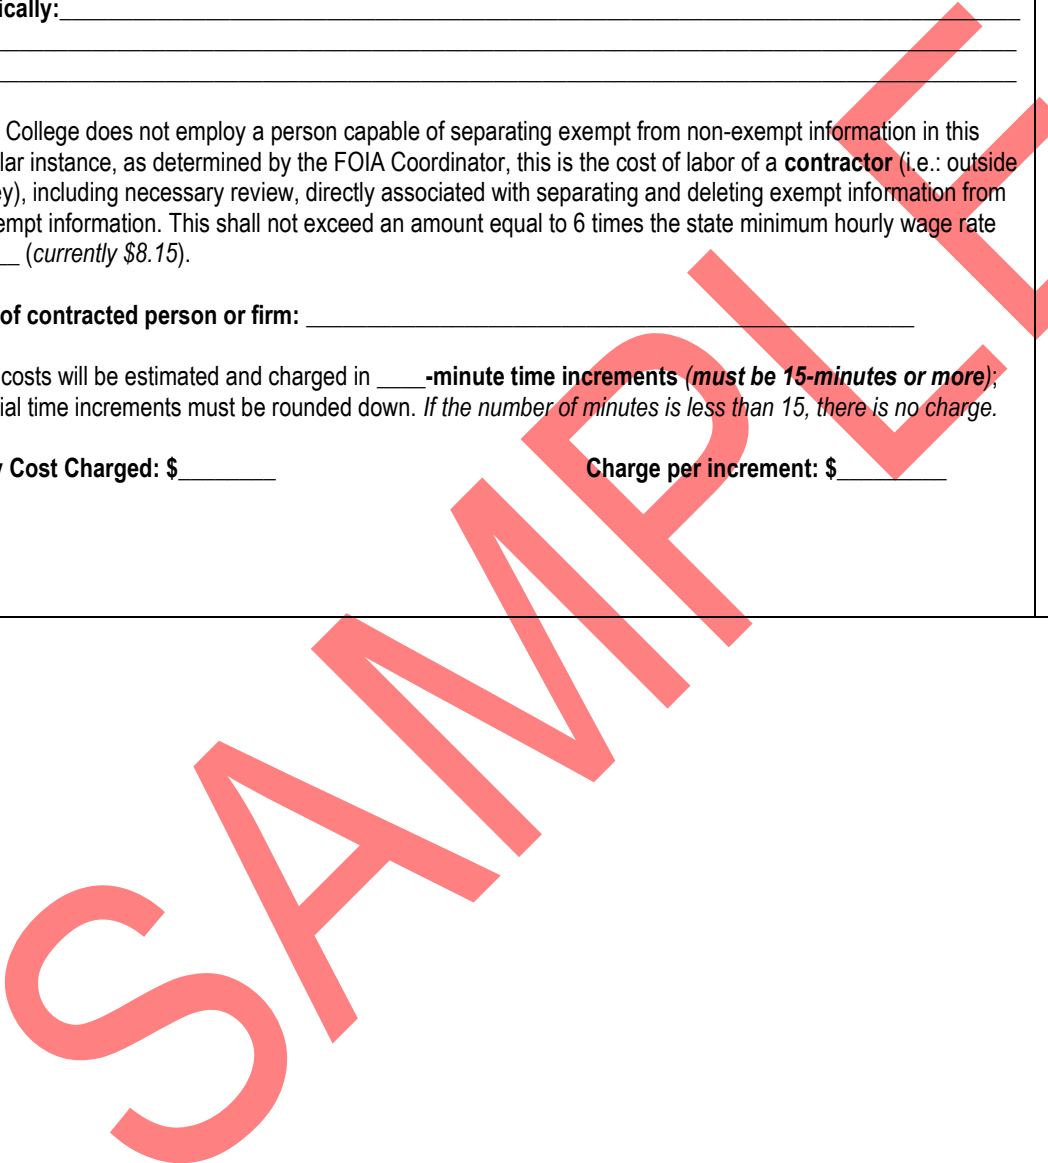 ically:_______________________________________________________________________________
_______________________________________________________________________________
_______________________________________________________________________________
College does not employ a person capable of separating exempt from non-exempt information in this
lar instance, as determined by the FOIA Coordinator, this is the cost of labor of a contractor (i.e.: outside
ey), including necessary review, directly associated with separating and deleting exempt information from
empt information. This shall not exceed an amount equal to 6 times the state minimum hourly wage rate
__ (currently $8.15).
of contracted person or firm: __________________________________________________
costs will be estimated and charged in ____-minute time increments (must be 15-minutes or more);
ial time increments must be rounded down. If the number of minutes is less than 15, there is no charge.
y Cost Charged: $________ Charge per increment: $_________
SAMPLE